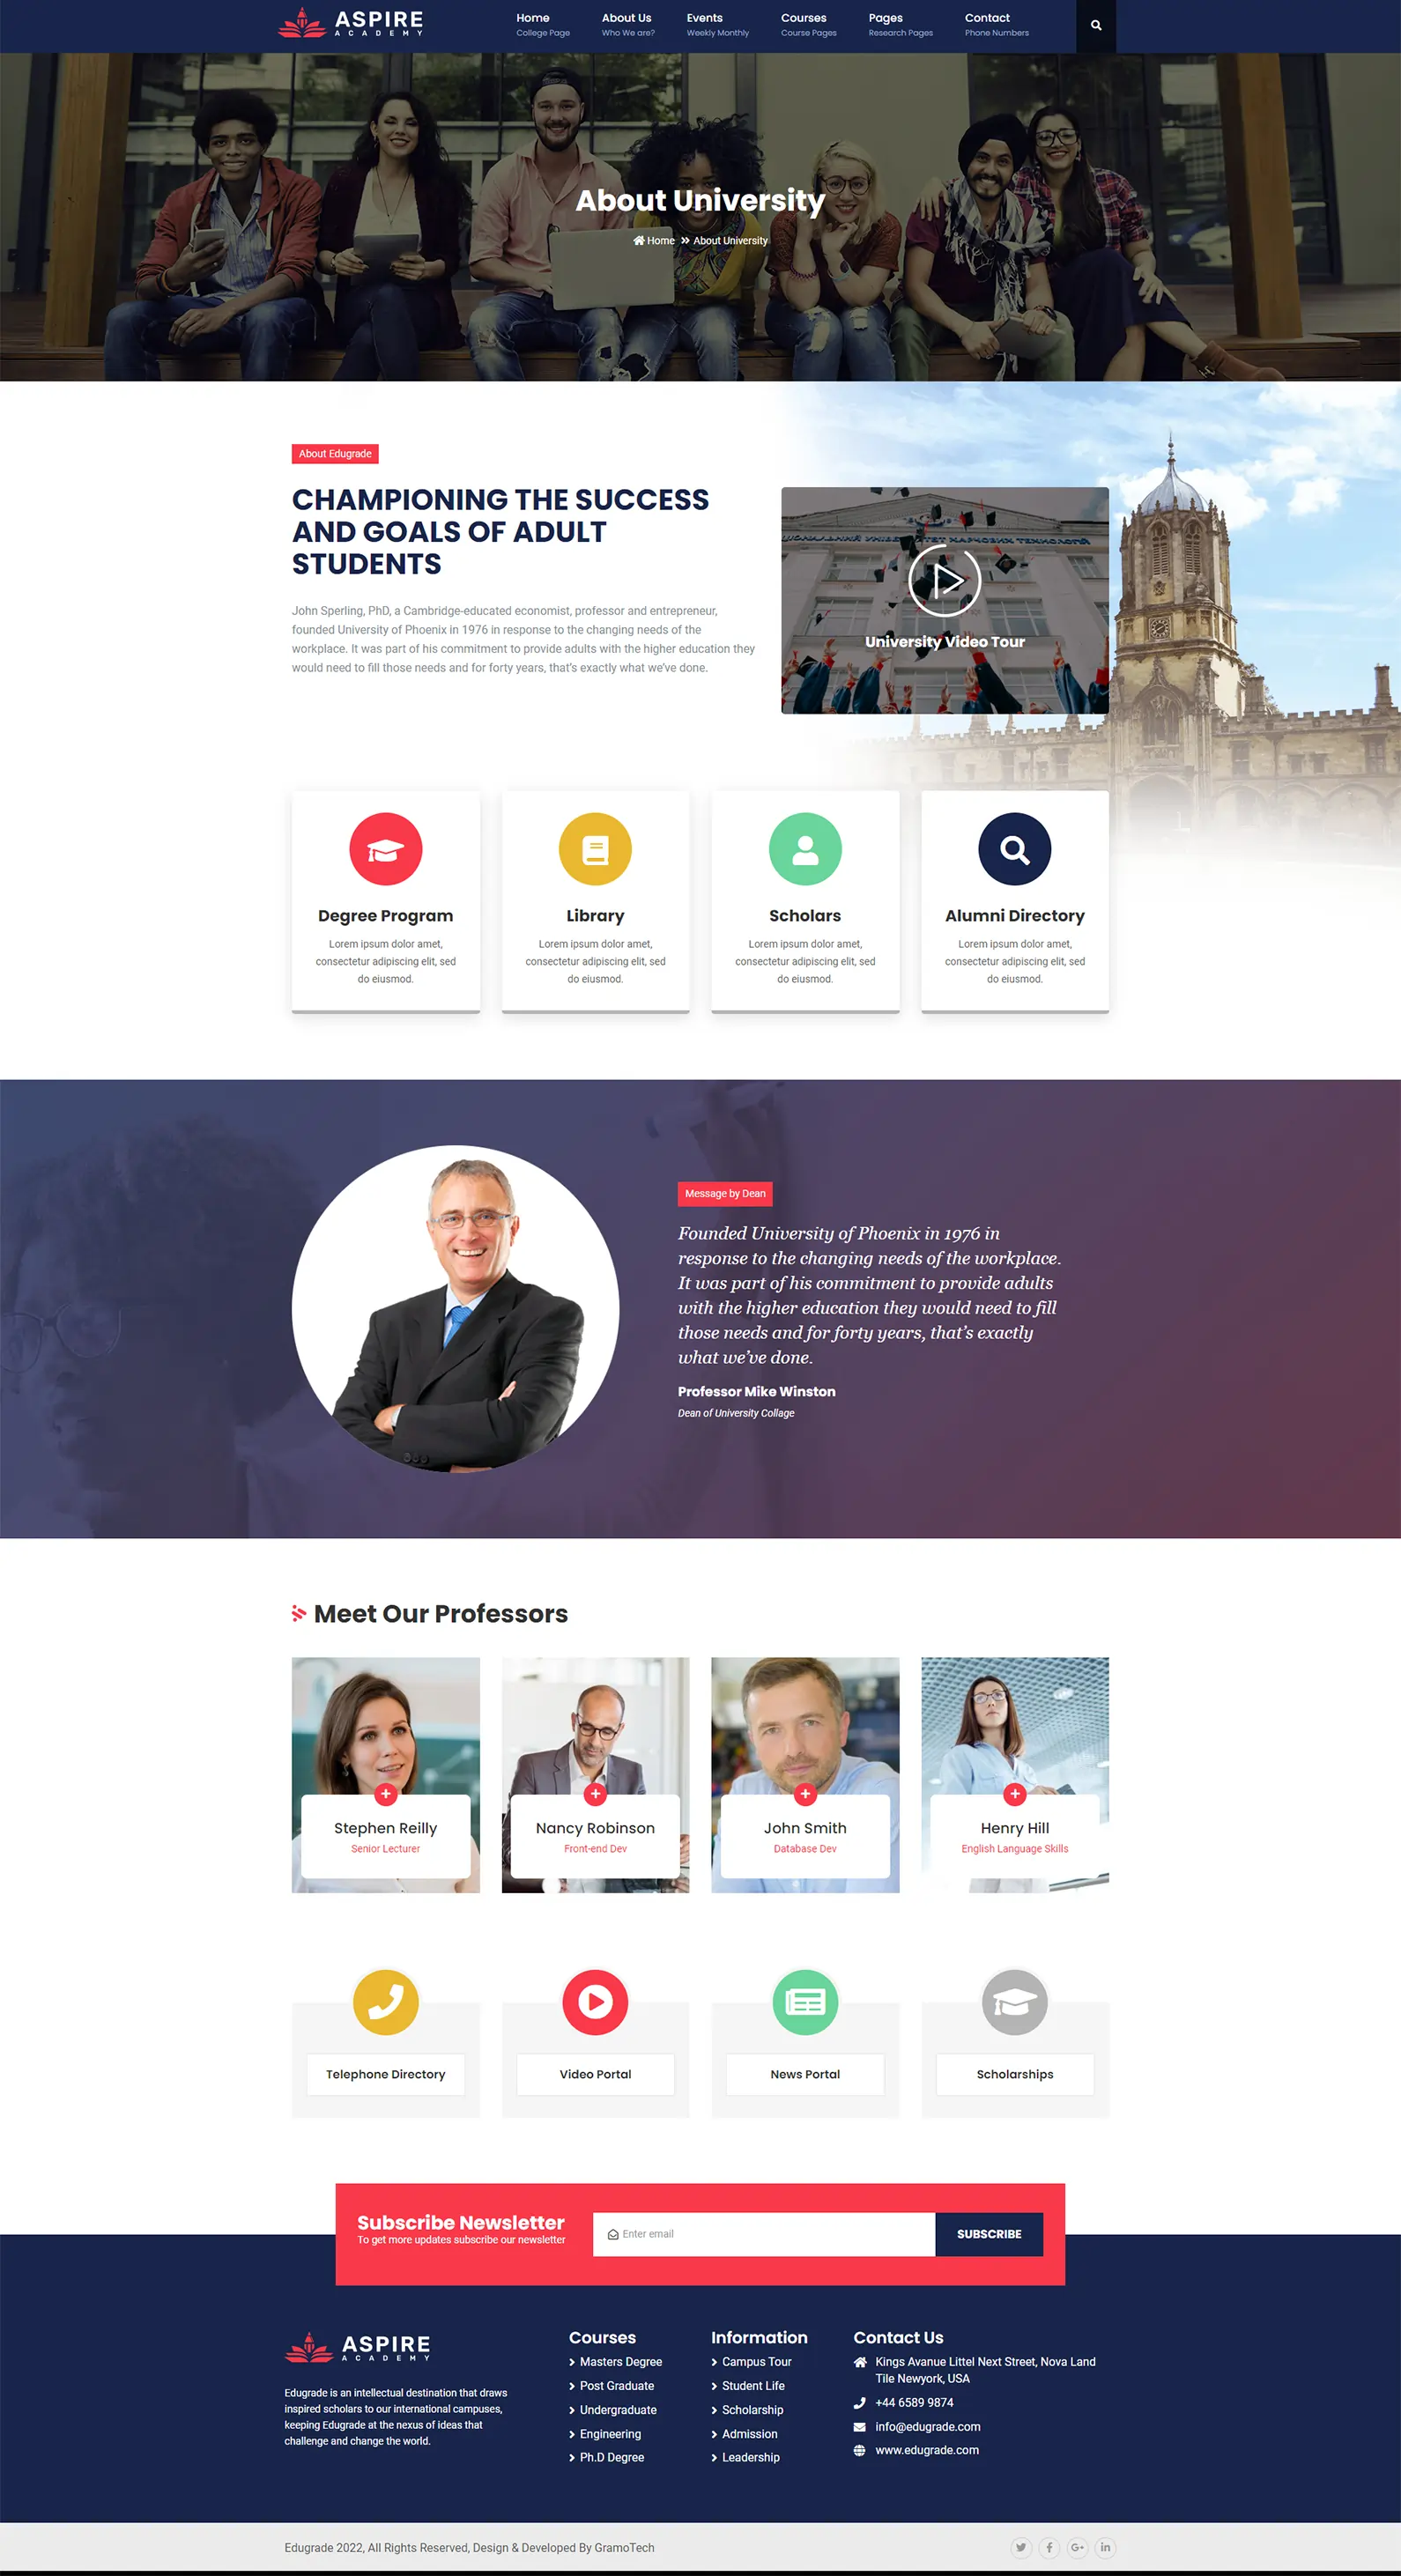 ASPIRE
ACADEMY
Home
College Page
About Us
Who We are?
Events
Weekly Monthly
Courses
Course Pages
Pages
Research Pages
Contact
Phone Numbers
About University
Home » About University
About Edugrade
CHAMPIONING THE SUCCESS
AND GOALS OF ADULT
STUDENTS
John Sperling, PhD, a Cambridge-educated economist, professor and entrepreneur,
founded University of Phoenix in 1976 in response to the changing needs of the
workplace. It was part of his commitment to provide adults with the higher education they
would need to fill those needs and for forty years, that's exactly what we've done.
ХАРЧОВИХ ТЕХНОЛОГІЙ
University Video Tour
Degree Program
Lorem ipsum dolor amet,
consectetur adipiscing elit, sed
do eiusmod.
Library
Lorem ipsum dolor amet,
consectetur adipiscing elit, sed
do eiusmod.
Scholars
Lorem ipsum dolor amet,
consectetur adipiscing elit, sed
do eiusmod.
Alumni Directory
Lorem ipsum dolor amet,
consectetur adipiscing elit, sed
do eiusmod.
Message by Dean
Founded University of Phoenix in 1976 in
response to the changing needs of the workplace.
It was part of his commitment to provide adults
with the higher education they would need to fill
those needs and for forty years, that's exactly
what we've done.
Professor Mike Winston
Dean of University Collage
Meet Our Professors
Stephen Reilly
Senior Lecturer
Nancy Robinson
Front-end Dev
John Smith
Database Dev
Henry Hill
English Language Skills
Telephone Directory
Video Portal
News Portal
Scholarships
Subscribe Newsletter
To get more updates subscribe our newsletter
Enter email
SUBSCRIBE
ASPIRE
ACADEMY
Edugrade is an intellectual destination that draws
inspired scholars to our international campuses,
keeping Edugrade at the nexus of ideas that
challenge and change the world.
Courses
Masters Degree
Post Graduate
Undergraduate
Engineering
Ph.D Degree
Information
Campus Tour
Student Life
Scholarship
Admission
Leadership
Contact Us
Kings Avanue Littel Next Street, Nova Land
Tile Newyork, USA
+44 6589 9874
info@edugrade.com
www.edugrade.com
Edugrade 2022, All Rights Reserved, Design & Developed By GramoTech